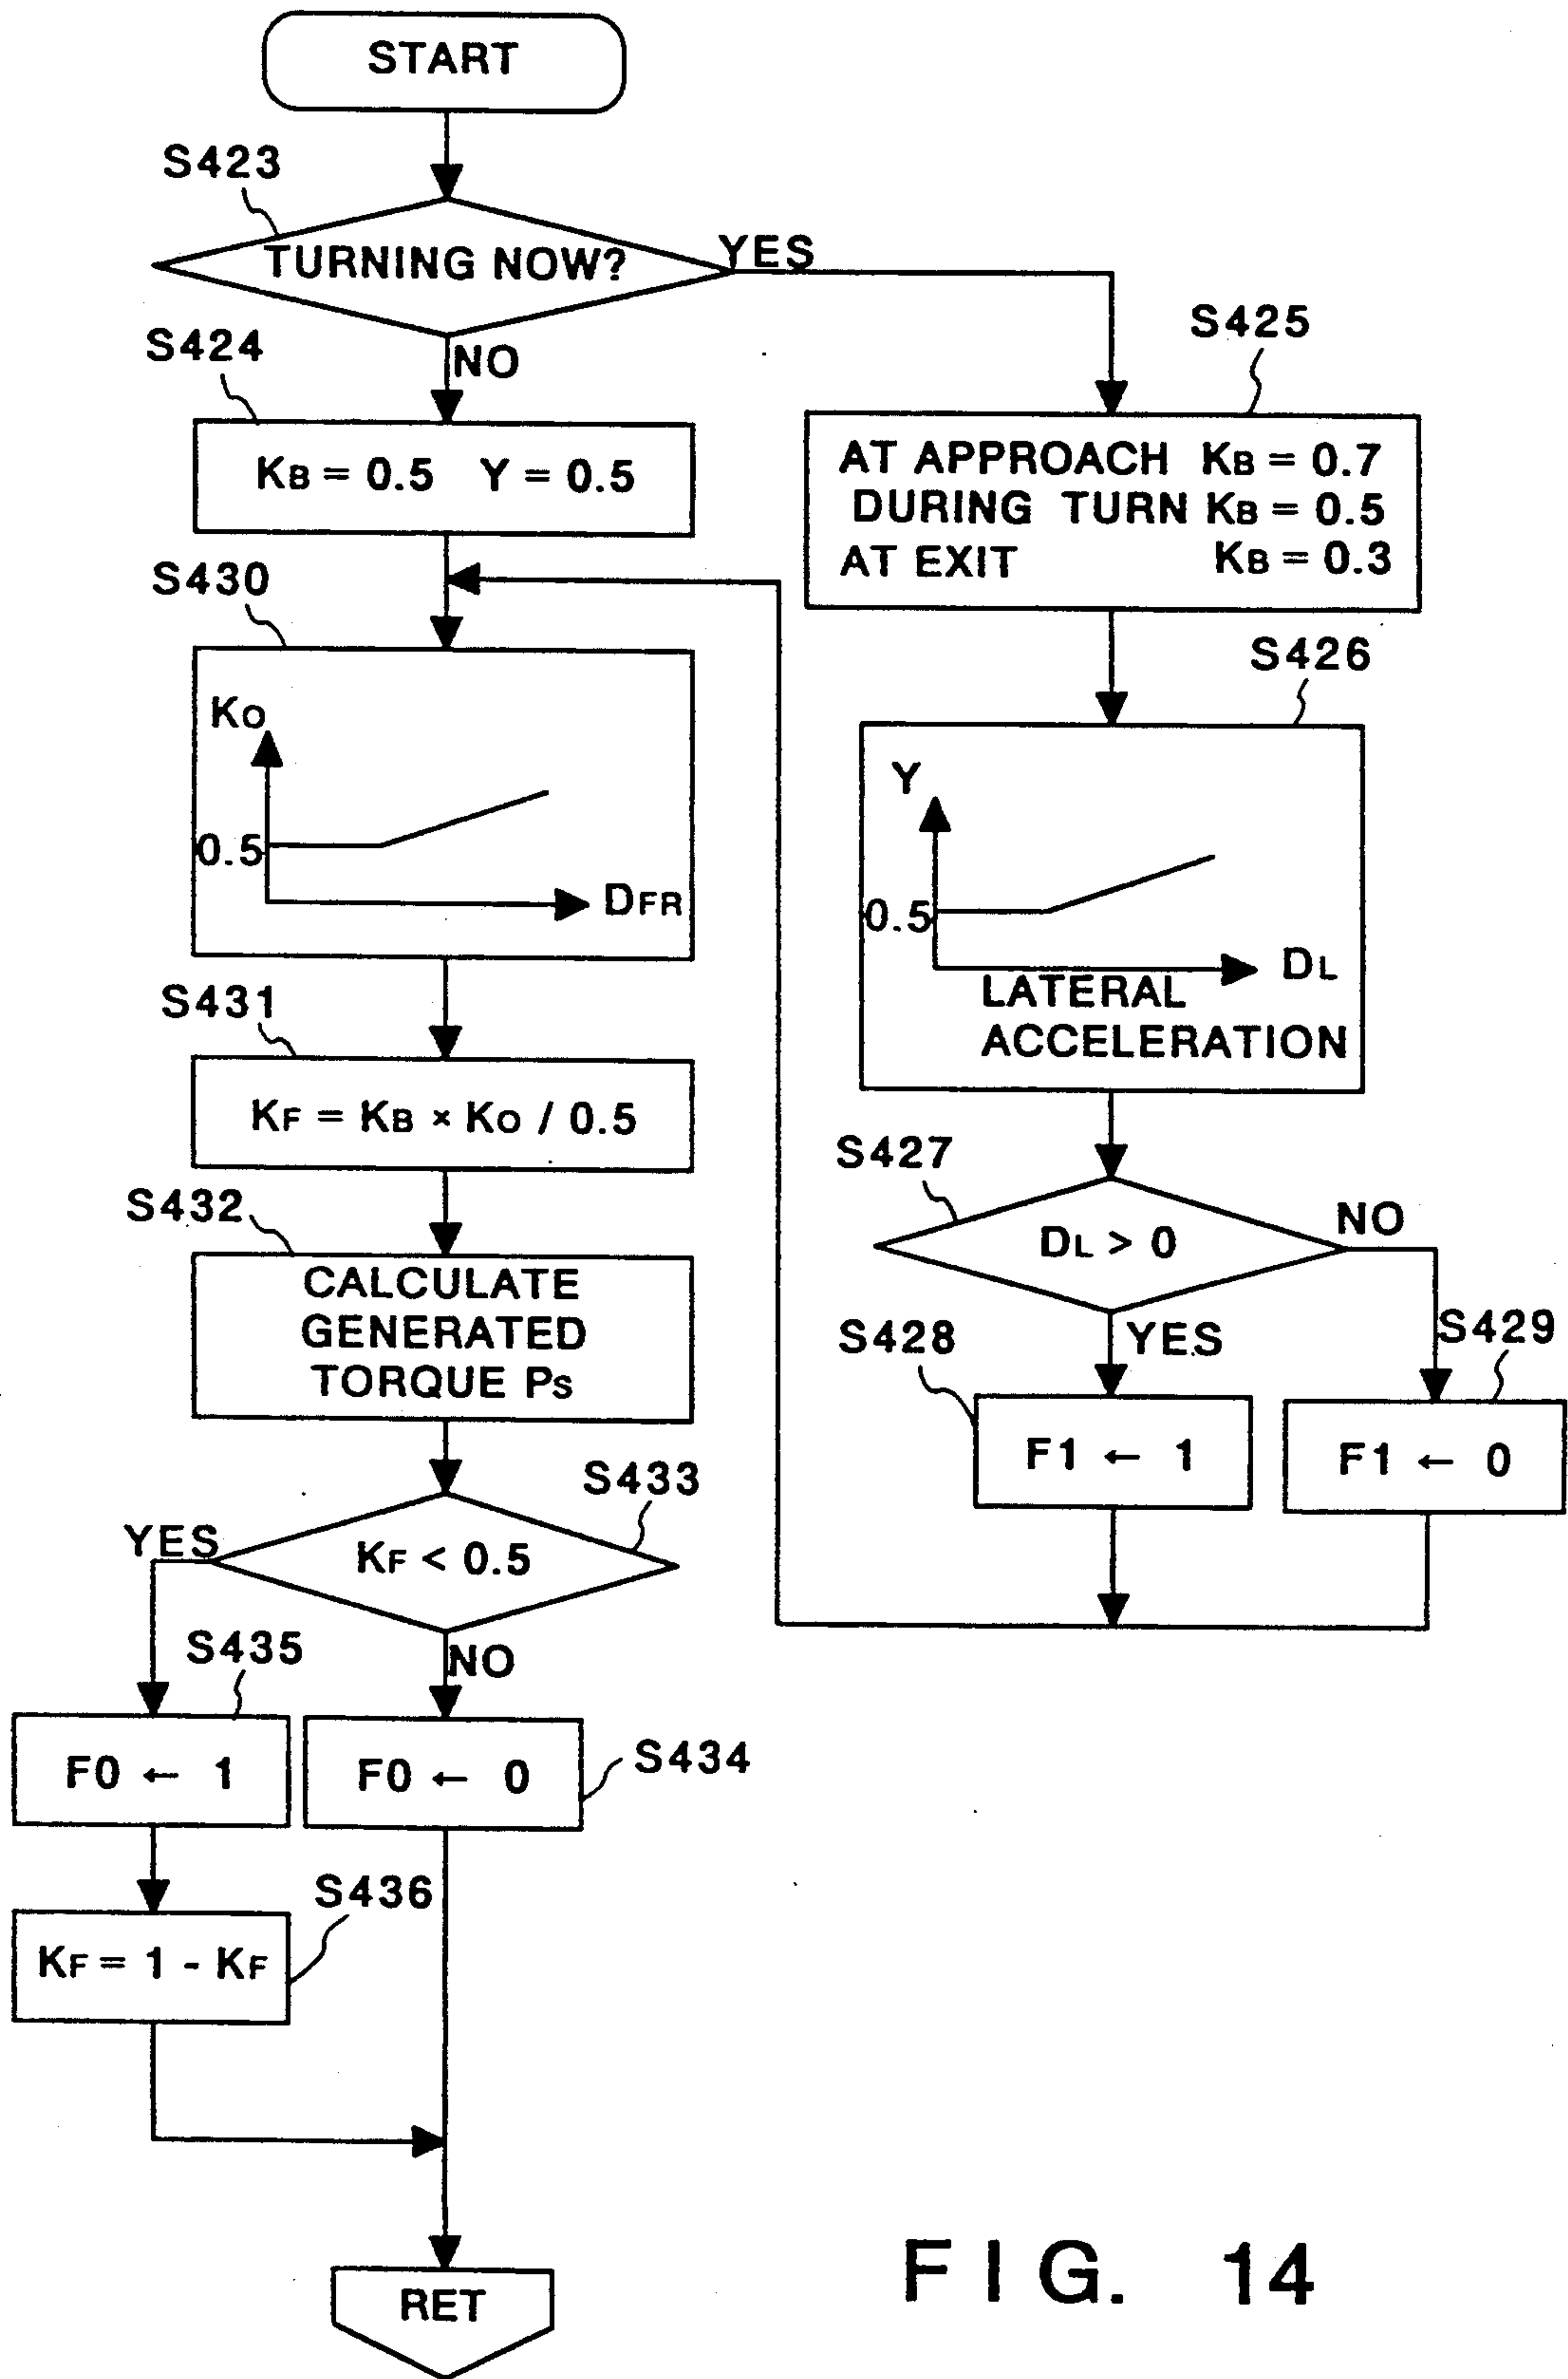 START
S423
TURNING NOW?
YES
NO
S424
KB = 0.5 Y = 0.5
S425
AT APPROACH KB = 0.7
DURING TURN KB = 0.5
AT EXIT KB = 0.3
S430
KO
0.5
DFR
S426
Y
0.5
DL
LATERAL
ACCELERATION
S431
KF = KB × KO / 0.5
S432
CALCULATE
GENERATED
TORQUE PS
S427
DL > 0
NO
YES
S428
F1 ← 1
S429
F1 ← 0
S433
KF < 0.5
YES
NO
S435
F0 ← 1
F0 ← 0
S434
S436
KF = 1 - KF
RET
FIG. 14